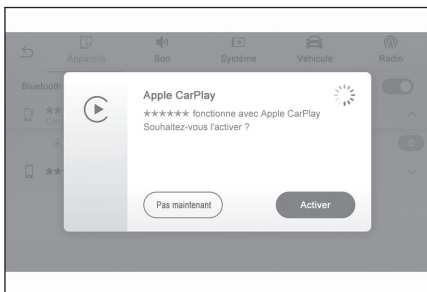 Appareils
Son
Système
Véhicule
Radio
Bluetooth
**
Apple CarPlay
****** fonctionne avec Apple CarPlay
Souhaitez-vous l'activer ?
**
Pas maintenant
Activer